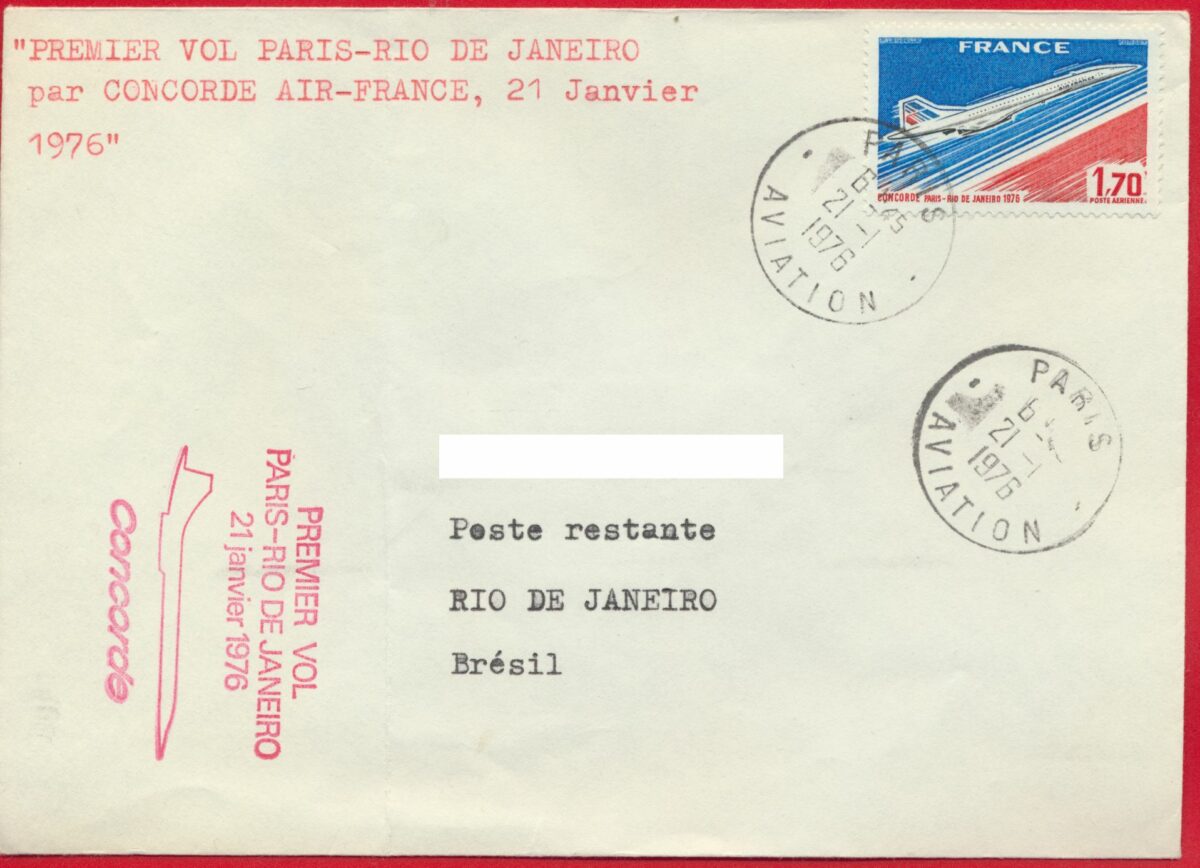 "PREMIER VOL PARIS-RIO DE JANEIRO
par CONCORDE AIR-FRANCE, 21 Janvier
1976"
FRANCE
1,70
POSTE AERIENNE
CONCORDE PARIS-RIO DE JANEIRO 1976
PARIS
6 -45
21 -1
1976
AVIATION
PARIS
21 -1
1976
AVIATION
Poste restante
RIO DE JANEIRO
Brésil
PREMIER VOL
PARIS-RIO DE JANEIRO
21 janvier 1976
Concorde